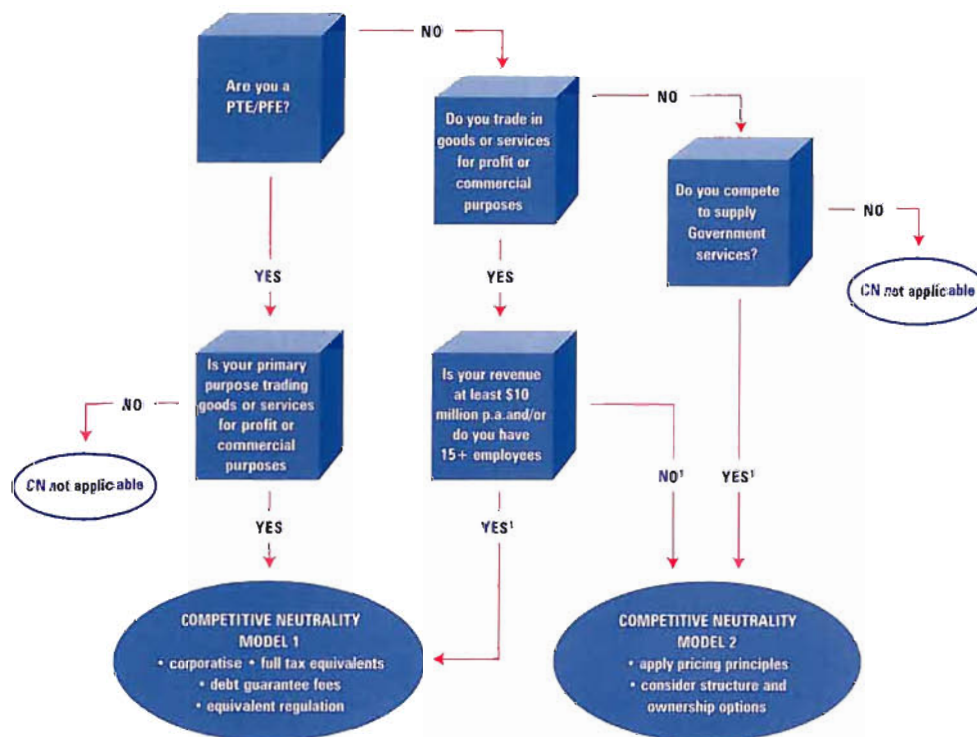 Are you a
PTE/PFE?
NO
Do you trade in
goods or services
for profit or
commercial
purposes
NO
Do you compete
to supply
Government
services?
NO
CN not applicable
YES
YES
Is your primary
purpose trading
goods or services
for profit or
commercial
purposes
NO
CN not applicable
Is your revenue
at least $10
million p.a.and/or
do you have
15+ employees
NO¹
YES¹
YES
YES¹
COMPETITIVE NEUTRALITY
MODEL 1
• corporatise • full tax equivalents
• debt guarantee fees
• equivalent regulation
COMPETITIVE NEUTRALITY
MODEL 2
• apply pricing principles
• consider structure and
ownership options